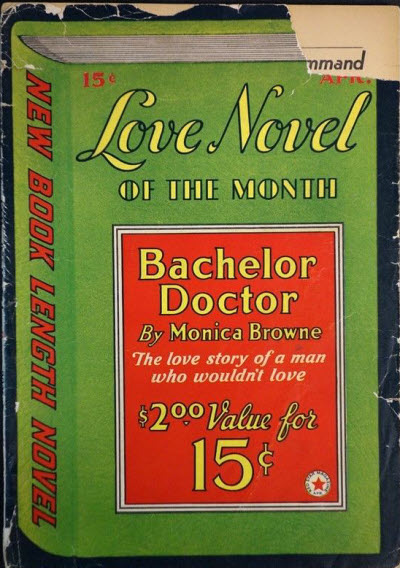 mmand
15¢
APR.
Love Novel
OF THE MONTH
NEW BOOK LENGTH NOVEL
Bachelor
Doctor
By Monica Browne
The love story of a man
who wouldn't love
$2.00 Value for
15¢